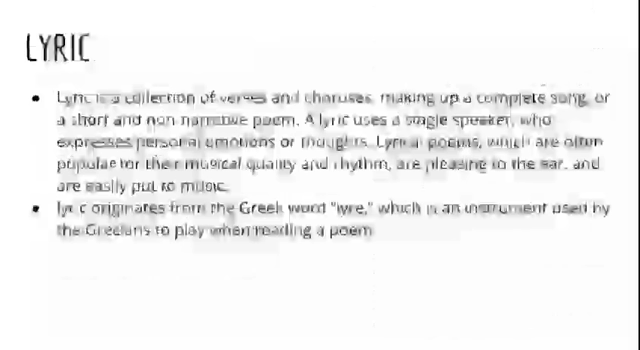 LYRIC
• Lyric is a collection of verses and choruses, making up a complete song, or
a short and non-narrative poem. A lyric uses a single speaker, who
expresses personal emotions or thoughts. Lyrical poems, which are often
popular for their musical quality and rhythm, are pleasing to the ear, and
are easily put to music.
• lyric originates from the Greek word "lyre," which is an instrument used by
the Grecians to play when reading a poem